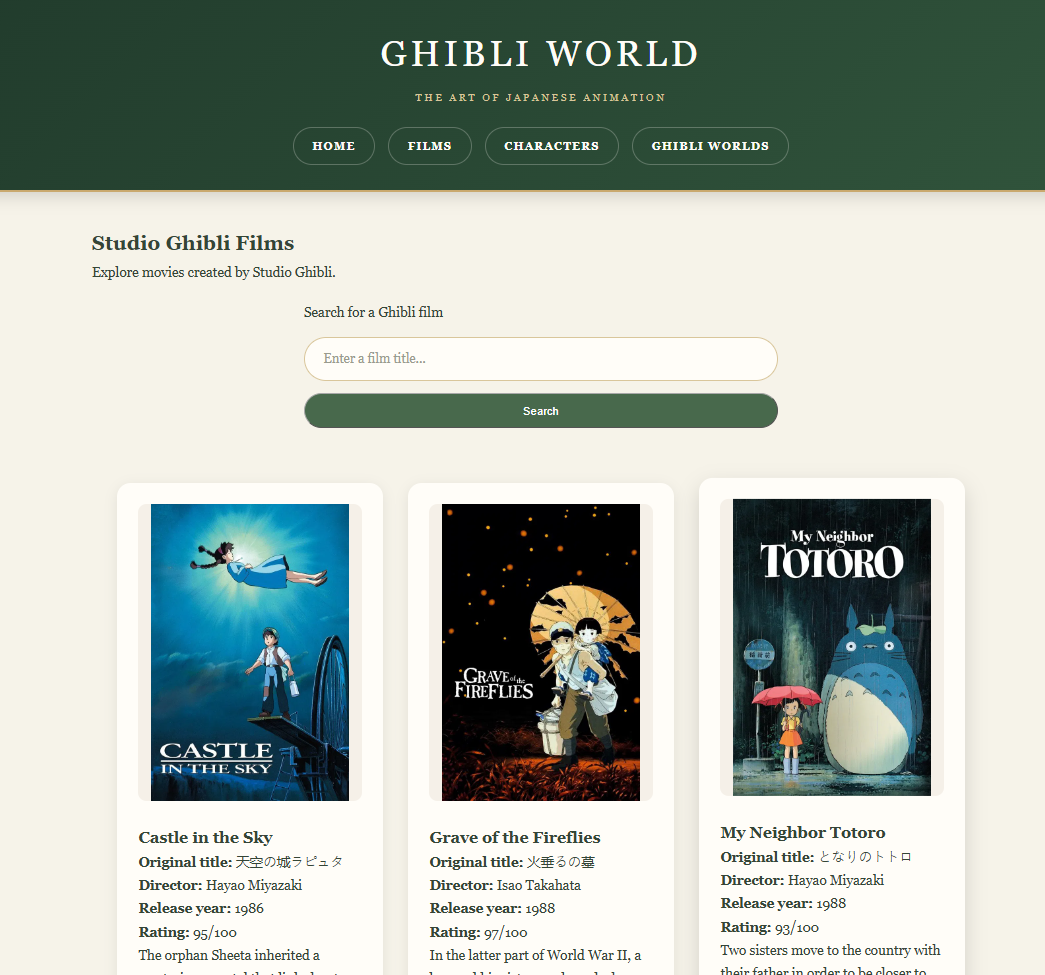 GHIBLI WORLD
THE ART OF JAPANESE ANIMATION
HOME FILMS CHARACTERS GHIBLI WORLDS
Studio Ghibli Films
Explore movies created by Studio Ghibli.
Search for a Ghibli film
Enter a film title...
Search
CASTLE
IN THE SKY
Castle in the Sky
Original title: 天空の城ラピュタ
Director: Hayao Miyazaki
Release year: 1986
Rating: 95/100
The orphan Sheeta inherited a
GRAVE of the
FIREFLIES
Grave of the Fireflies
Original title: 火垂るの墓
Director: Isao Takahata
Release year: 1988
Rating: 97/100
In the latter part of World War II, a
My Neighbor
TOTORO
My Neighbor Totoro
Original title: となりのトトロ
Director: Hayao Miyazaki
Release year: 1988
Rating: 93/100
Two sisters move to the country with
their father in order to be closer to